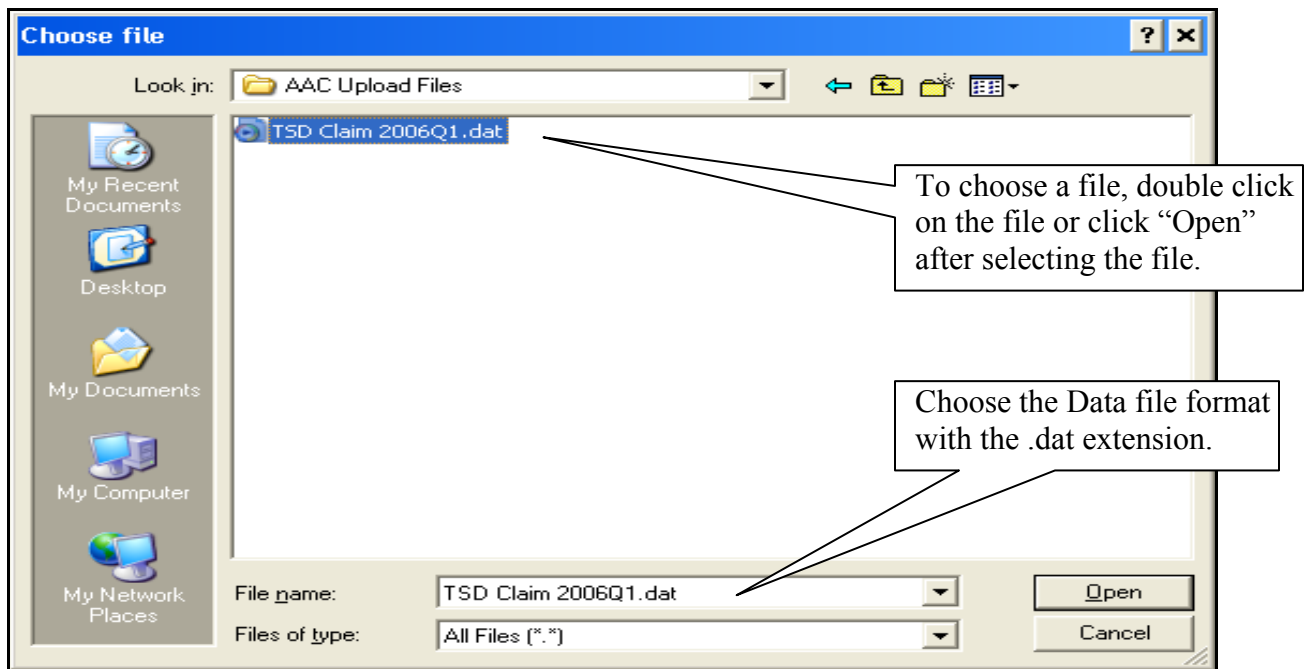 Choose file
Look in:
AAC Upload Files
TSD Claim 2006Q1.dat
My Recent
Documents
Desktop
My Documents
My Computer
My Network
Places
To choose a file, double click
on the file or click “Open”
after selecting the file.
Choose the Data file format
with the .dat extension.
File name:
TSD Claim 2006Q1.dat
Open
Files of type:
All Files (*.*)
Cancel